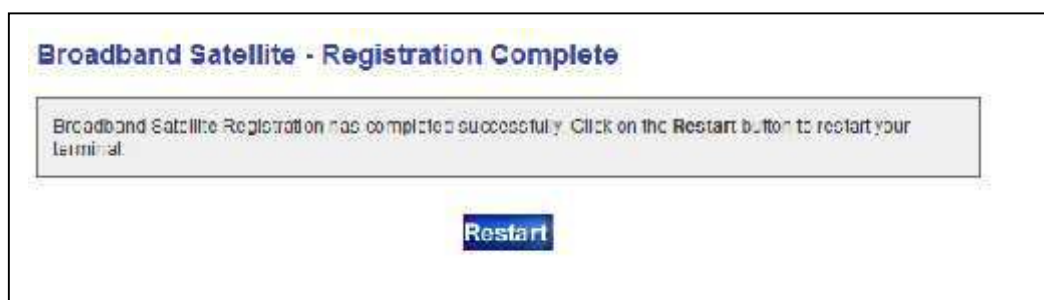 Broadband Satellite - Registration Complete
Broadband Satellite Registration has completed successfully. Click on the Restart button to restart your
terminal.
Restart